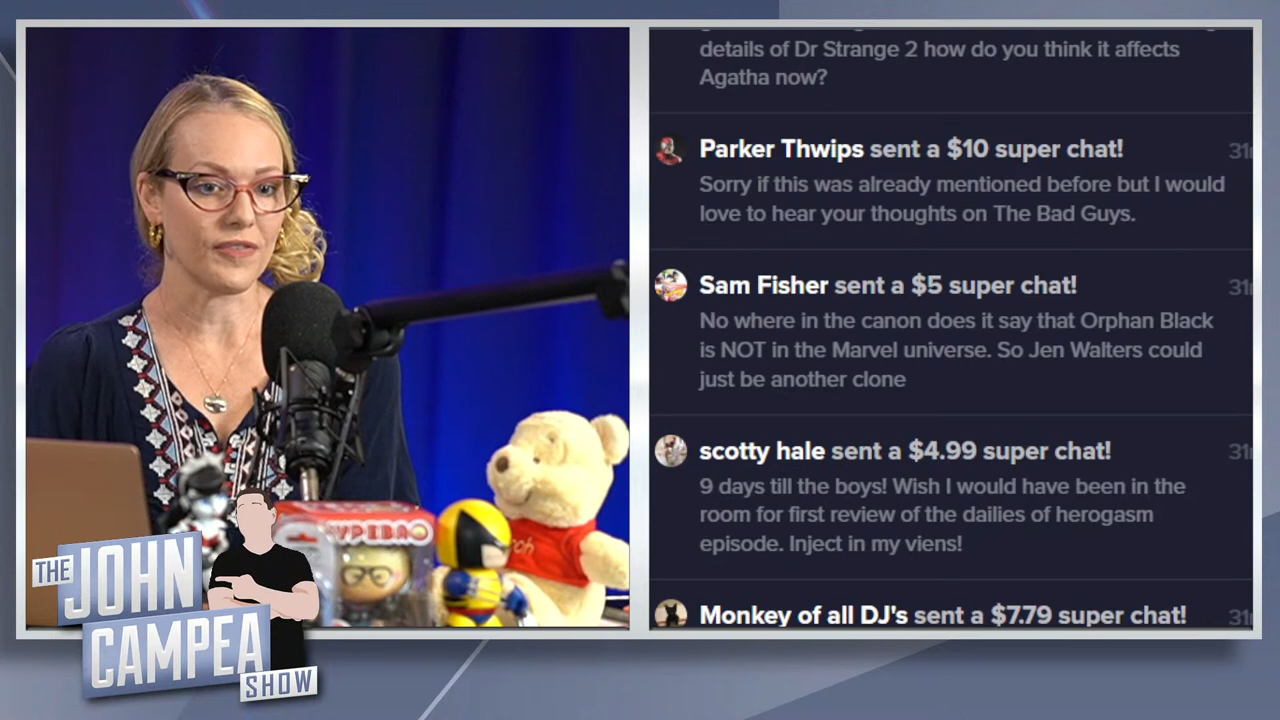 details of Dr Strange 2 how do you think it affects
Agatha now?
Parker Thwips sent a $10 super chat!
31
Sorry if this was already mentioned before but I would
love to hear your thoughts on The Bad Guys.
Sam Fisher sent a $5 super chat!
31
No where in the canon does it say that Orphan Black
is NOT in the Marvel universe. So Jen Walters could
just be another clone
scotty hale sent a $4.99 super chat!
31
9 days till the boys! Wish I would have been in the
room for first review of the dailies of herogasm
episode. Inject in my viens!
Monkey of all DJ's sent a $7.79 super chat!
31
HYPEBAO
THE
JOHN
CAMPEA
SHOW